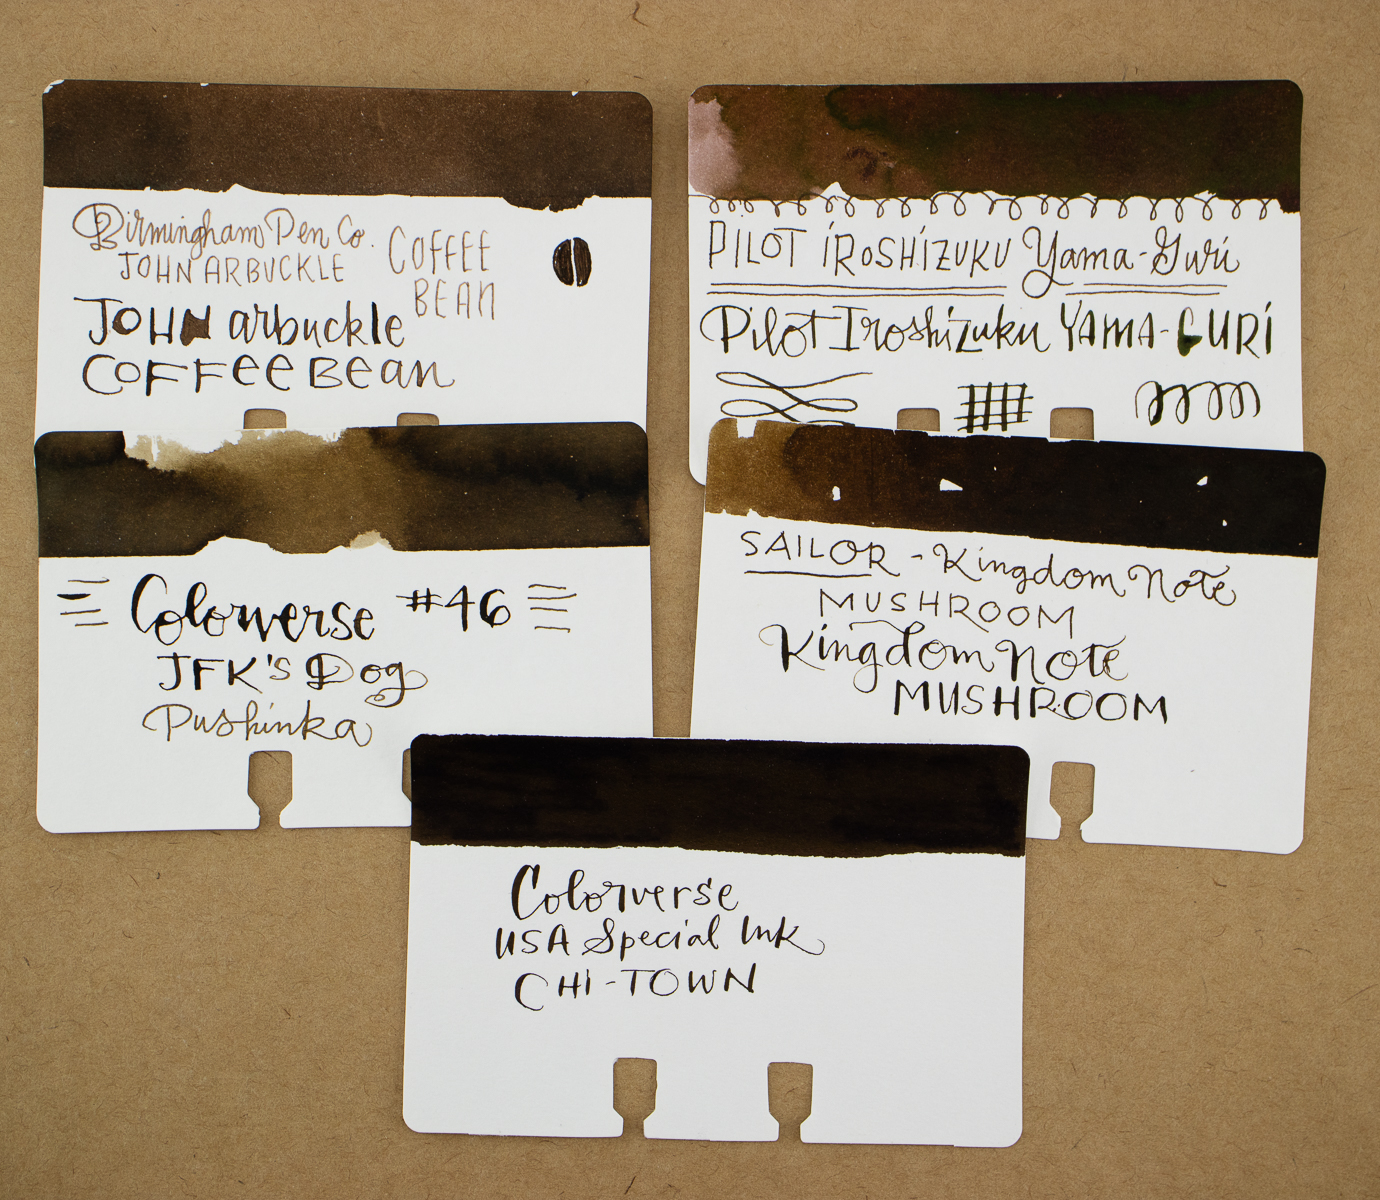 Birmingham Pen Co.
JOHN ARBUCKLE
COFFEE
BEAN
JOHN arbuckle
COFFee Bean
PILOT iROSHiZUKU Yama-Guri
Pilot Iroshizuku YAMA-GURi
Colorverse #46
JFK's Dog
Pushinka
SAILOR - Kingdom Note
MUSHROOM
Kingdom Note
MUSHROOM
Colorverse
USA Special Ink
CHi-TOWN